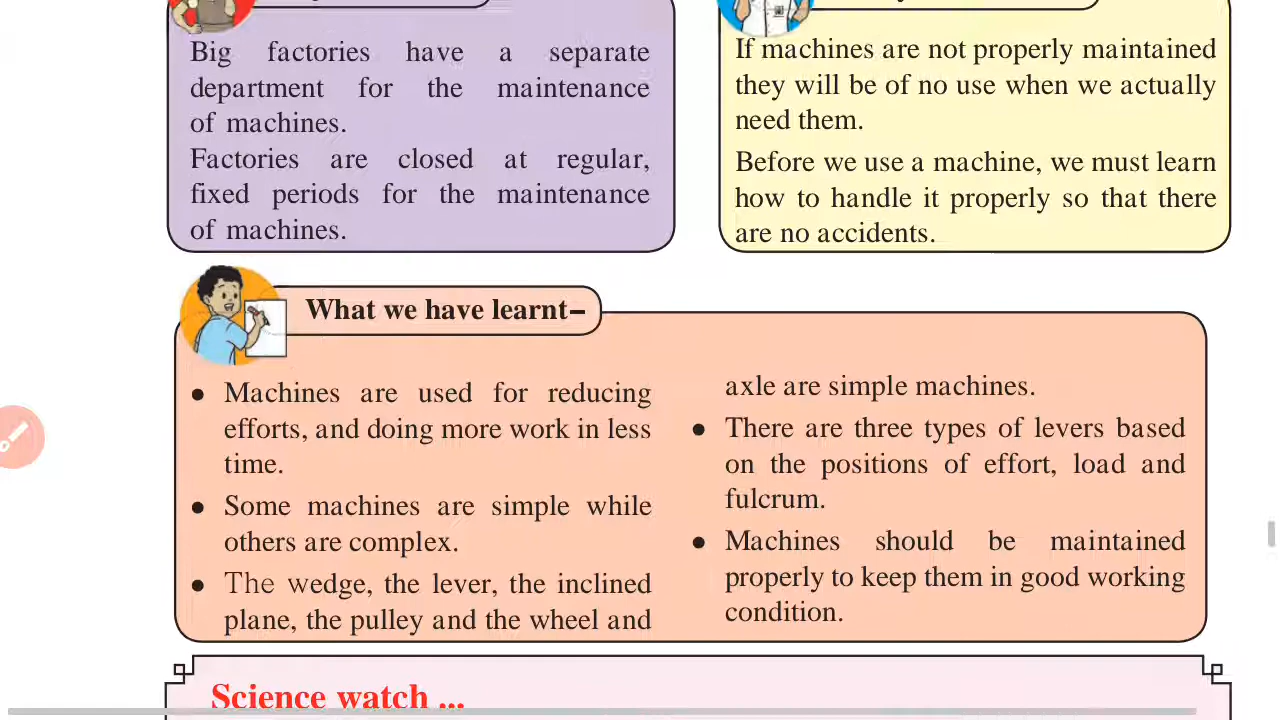 Big factories have a separate
department for the maintenance
of machines.
Factories are closed at regular,
fixed periods for the maintenance
of machines.
If machines are not properly maintained
they will be of no use when we actually
need them.
Before we use a machine, we must learn
how to handle it properly so that there
are no accidents.
What we have learnt–
● Machines are used for reducing
efforts, and doing more work in less
time.
● Some machines are simple while
others are complex.
● The wedge, the lever, the inclined
plane, the pulley and the wheel and
axle are simple machines.
● There are three types of levers based
on the positions of effort, load and
fulcrum.
● Machines should be maintained
properly to keep them in good working
condition.
Science watch ...